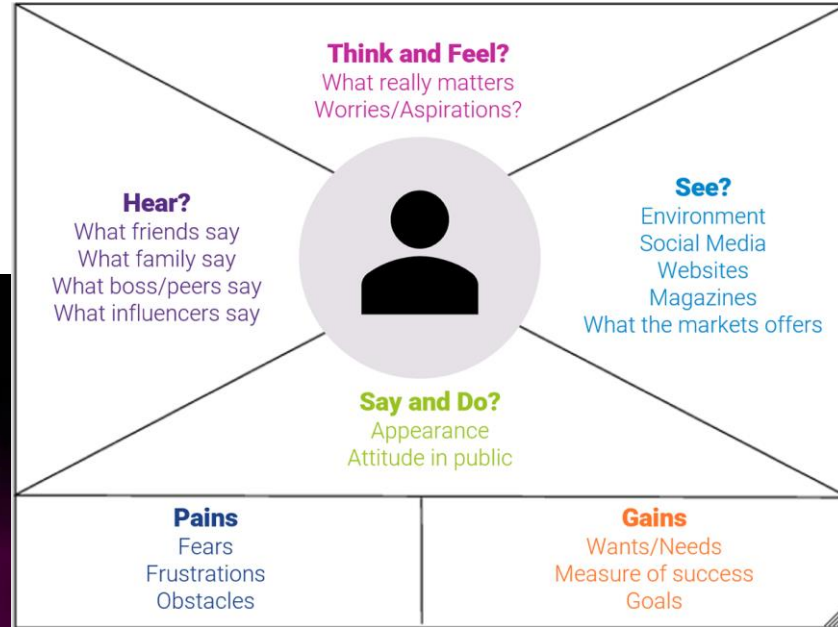 Think and Feel?
What really matters
Worries/Aspirations?
Hear?
What friends say
What family say
What boss/peers say
What influencers say
See?
Environment
Social Media
Websites
Magazines
What the markets offers
Say and Do?
Appearance
Attitude in public
Pains
Fears
Frustrations
Obstacles
Gains
Wants/Needs
Measure of success
Goals